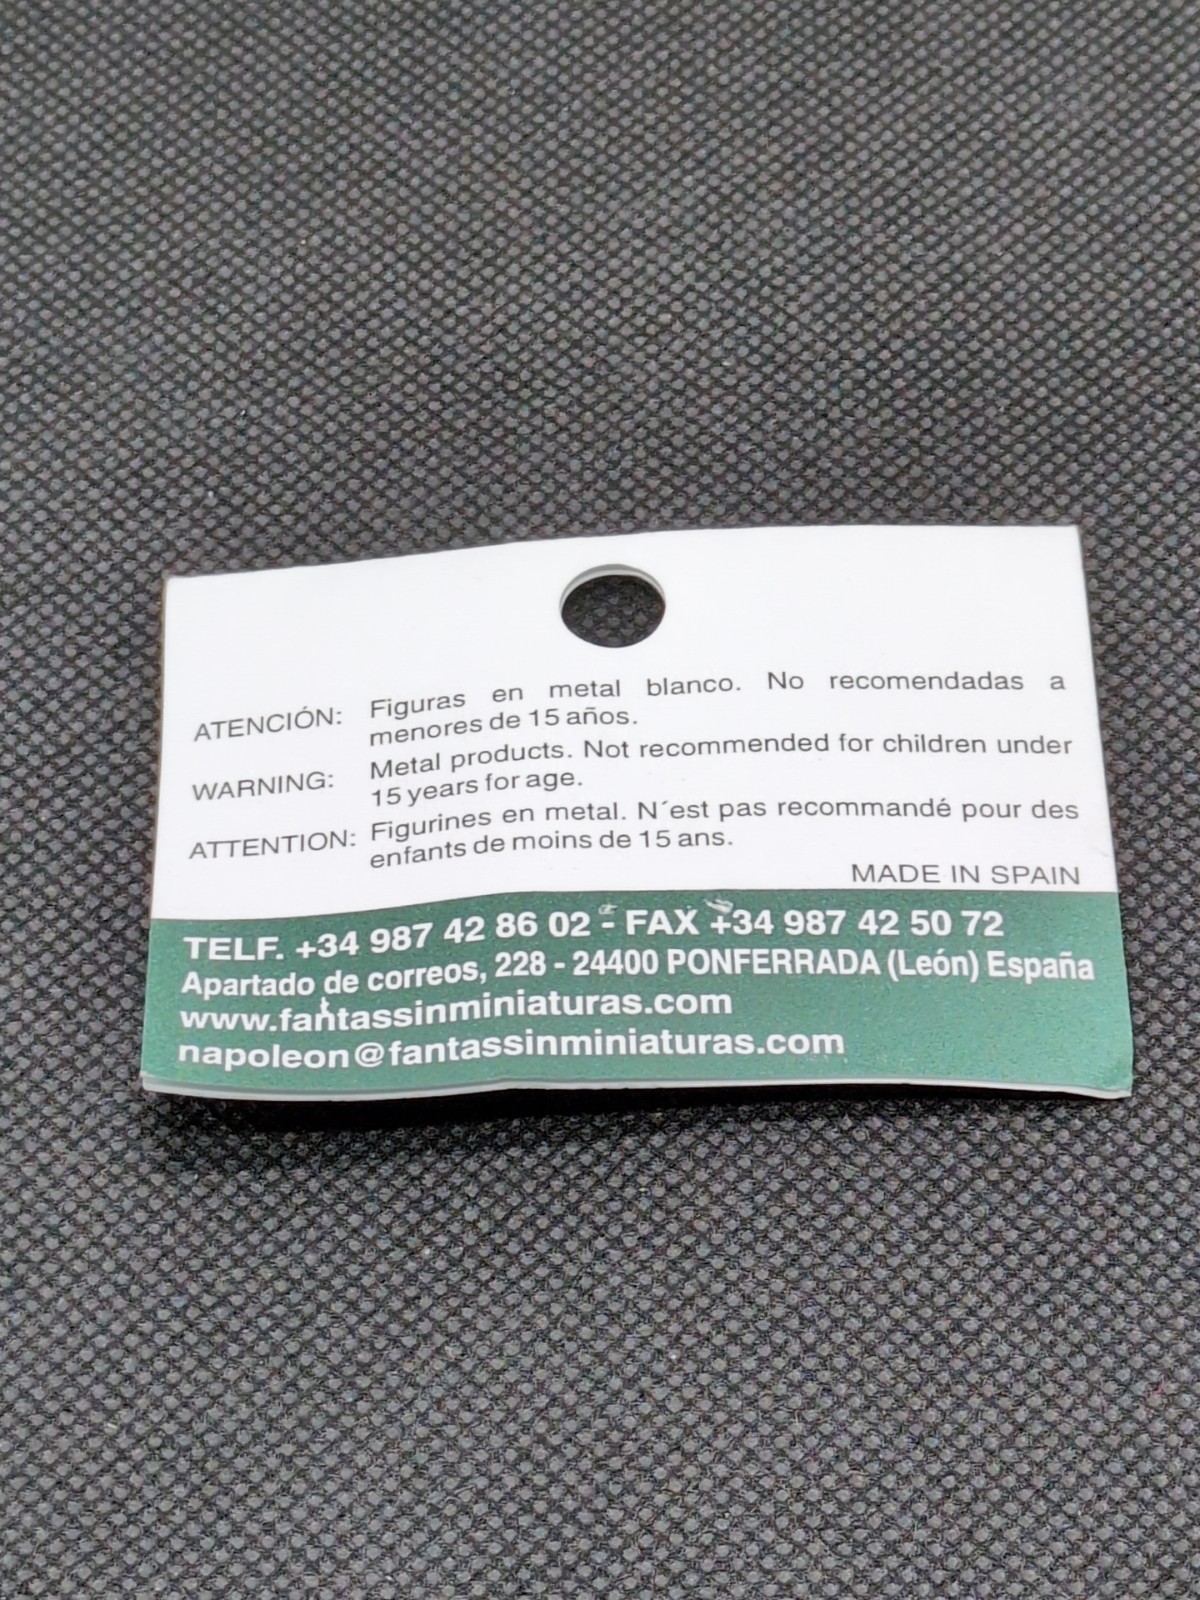 ATENCIÓN: Figuras en metal blanco. No recomendadas a
menores de 15 años.
WARNING: Metal products. Not recommended for children under
15 years for age.
ATTENTION: Figurines en metal. N´est pas recommandé pour des
enfants de moins de 15 ans.
MADE IN SPAIN
TELF. +34 987 42 86 02 - FAX +34 987 42 50 72
Apartado de correos, 228 - 24400 PONFERRADA (León) España
www.fantassinminiaturas.com
napoleon@fantassinminiaturas.com